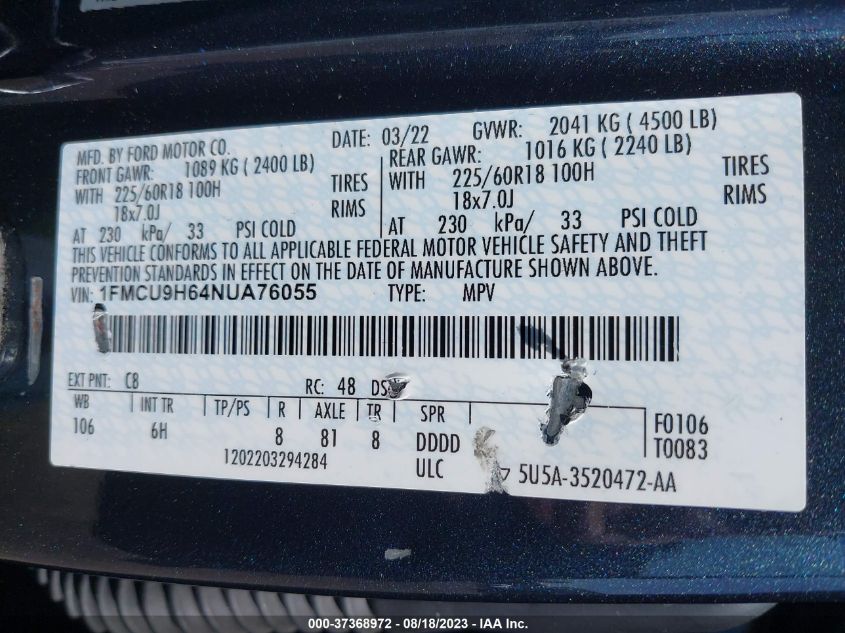 MFD. BY FORD MOTOR CO.
DATE: 03/22 GVWR: 2041 KG ( 4500 LB)
FRONT GAWR: 1089 KG ( 2400 LB) REAR GAWR: 1016 KG ( 2240 LB)
WITH 225/60R18 100H TIRES WITH 225/60R18 100H TIRES
18x7.0J RIMS 18x7.0J RIMS
AT 230 kPa/ 33 PSI COLD AT 230 kPa/ 33 PSI COLD
THIS VEHICLE CONFORMS TO ALL APPLICABLE FEDERAL MOTOR VEHICLE SAFETY AND THEFT
PREVENTION STANDARDS IN EFFECT ON THE DATE OF MANUFACTURE SHOWN ABOVE.
VIN: 1FMCU9H64NUA76055 TYPE: MPV
EXT PNT: C8 RC: 48 DS
WB INT TR TP/PS R AXLE TR SPR F0106
106 6H 8 81 8 DDDD T0083
1202203294284 ULC 5U5A-3520472-AA
000-37368972 / 08/18/2023 - IAA Inc.